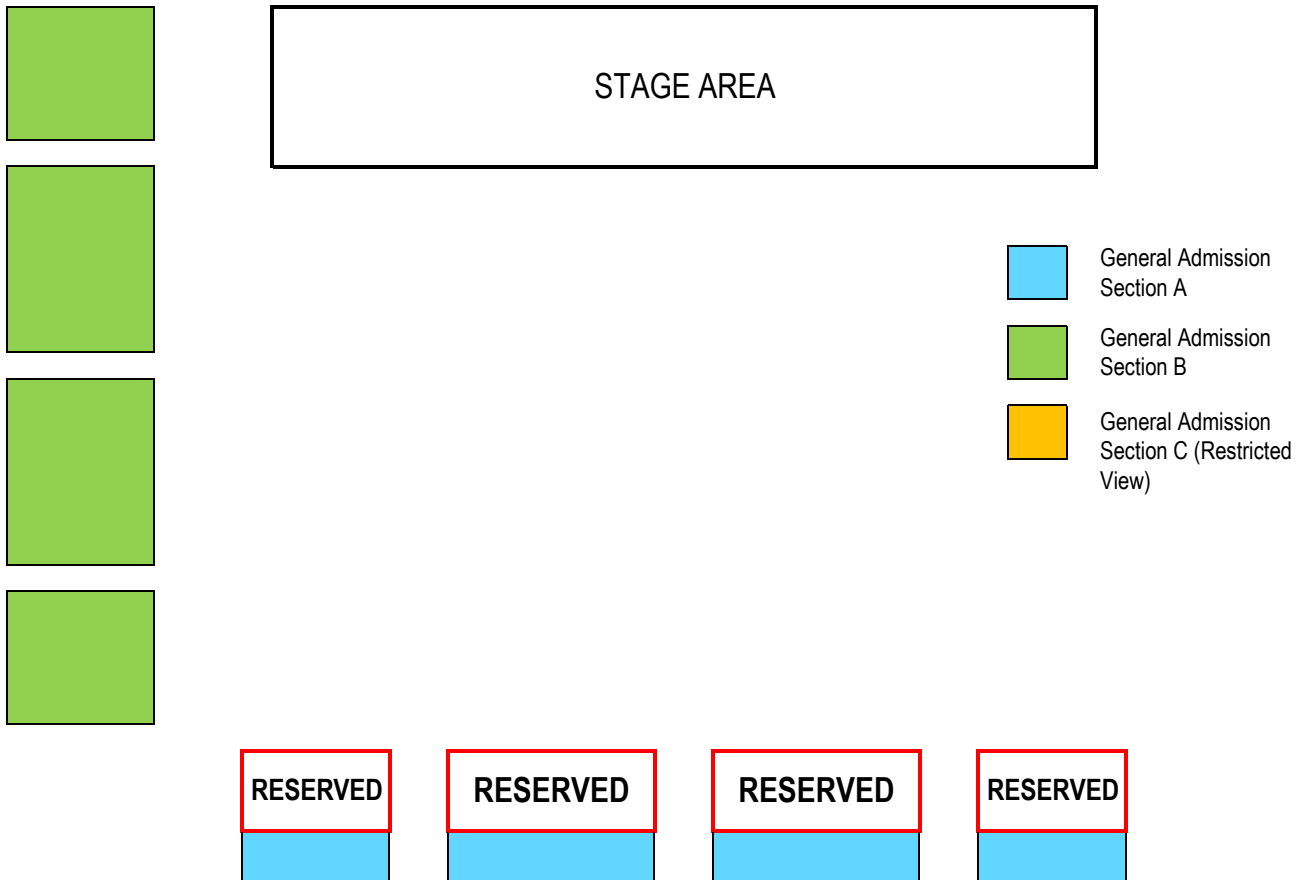 STAGE AREA
General Admission
Section A
General Admission
Section B
General Admission
Section C (Restricted
View)
RESERVED
RESERVED
RESERVED
RESERVED